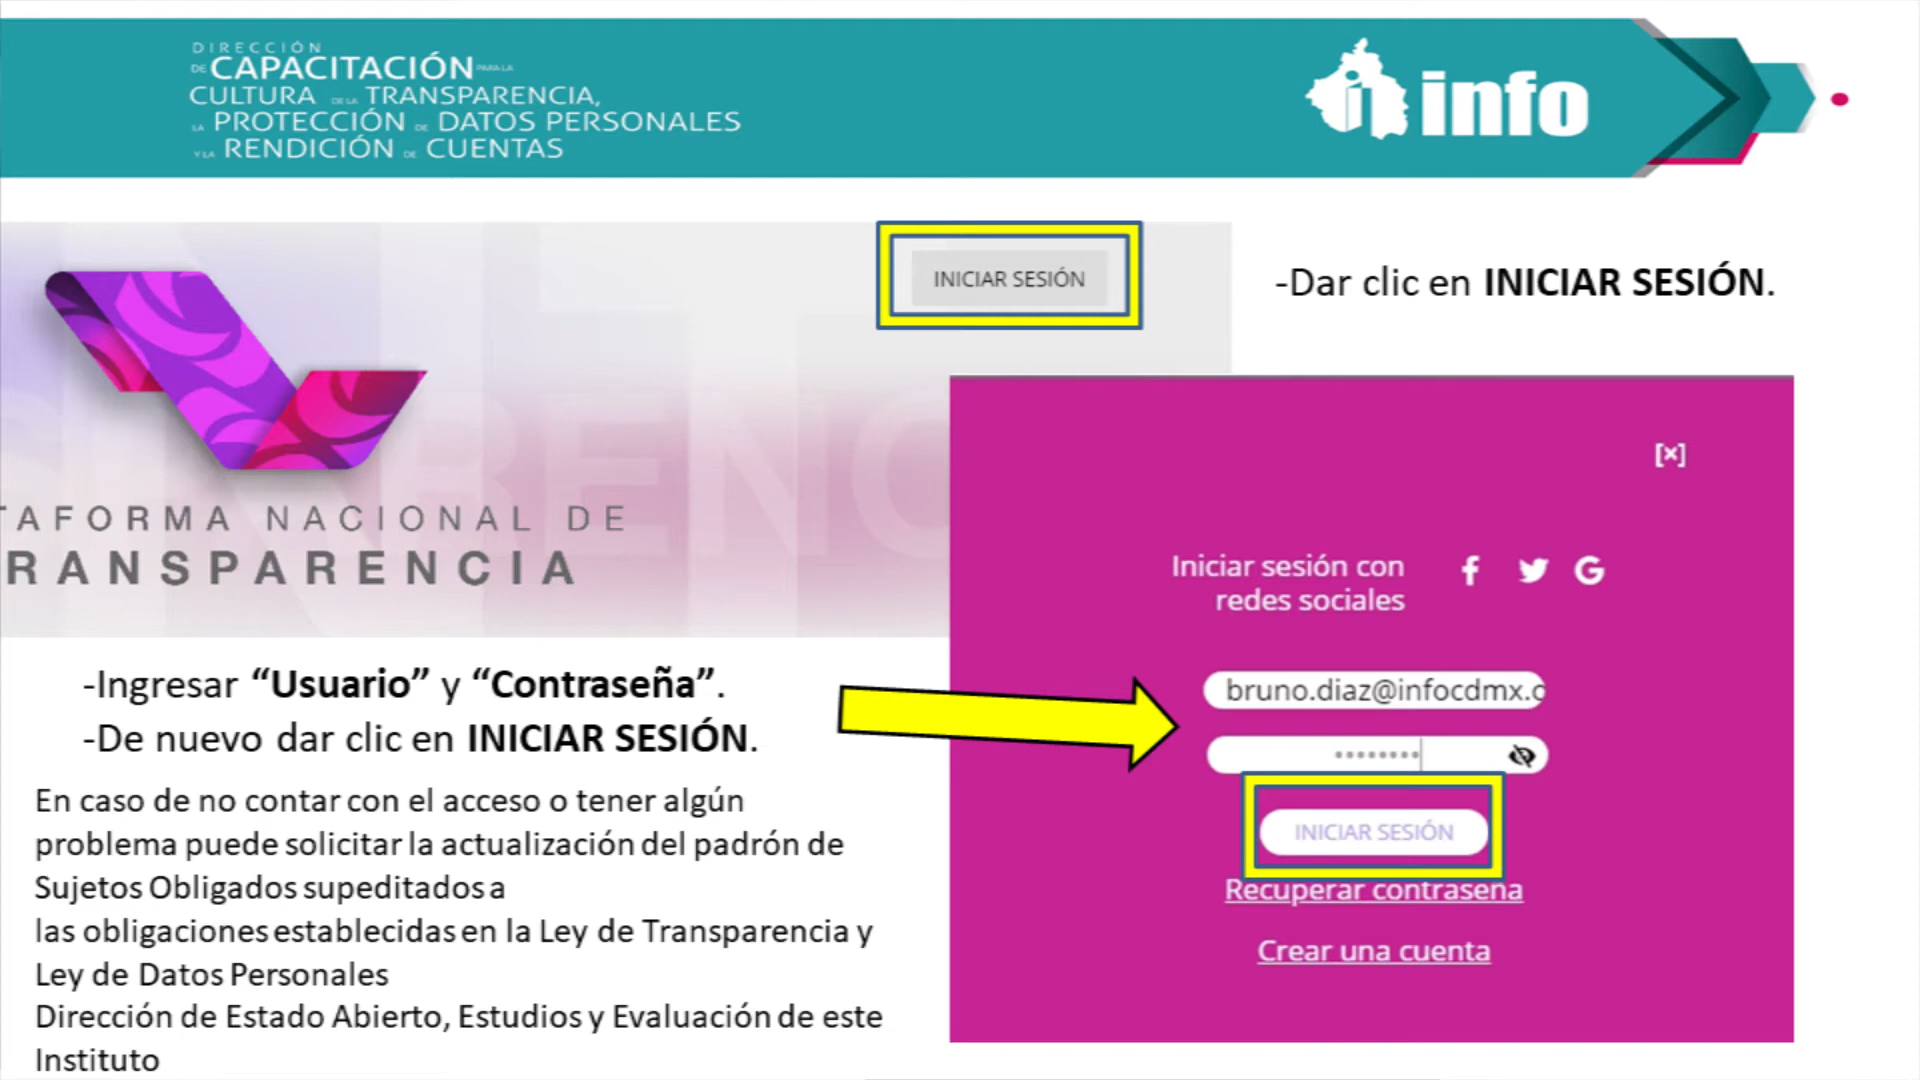 DIRECCIÓN
DE CAPACITACIÓN PARA LA
CULTURA DE LA TRANSPARENCIA,
LA PROTECCIÓN DE DATOS PERSONALES
Y LA RENDICIÓN DE CUENTAS
info
INICIAR SESIÓN
-Dar clic en INICIAR SESIÓN.
TAFORMA NACIONAL DE
RANSPARENCIA
[×]
Iniciar sesión con
redes sociales
-Ingresar “Usuario” y “Contraseña”.
-De nuevo dar clic en INICIAR SESIÓN.
bruno.diaz@infocdmx.o
INICIAR SESIÓN
Recuperar contraseña
Crear una cuenta
En caso de no contar con el acceso o tener algún
problema puede solicitar la actualización del padrón de
Sujetos Obligados supeditados a
las obligaciones establecidas en la Ley de Transparencia y
Ley de Datos Personales
Dirección de Estado Abierto, Estudios y Evaluación de este
Instituto